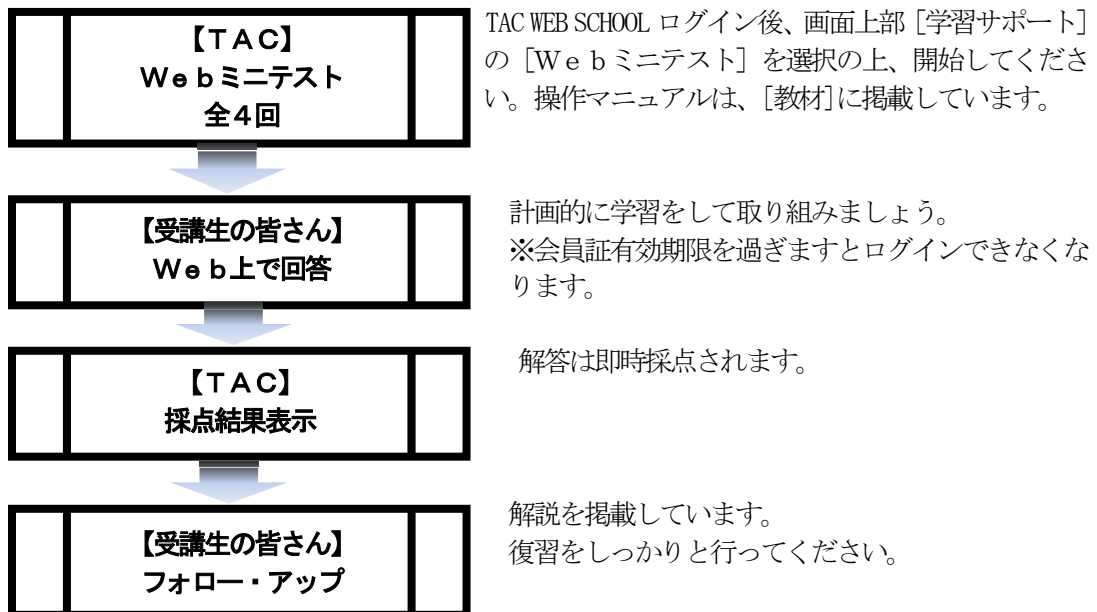 【ＴＡＣ】
Ｗｅｂミニテスト
全４回
TAC WEB SCHOOL ログイン後、画面上部［学習サポート］
の［Ｗｅｂミニテスト］を選択の上、開始してくださ
い。操作マニュアルは、[教材]に掲載しています。
【受講生の皆さん】
Ｗｅｂ上で回答
計画的に学習をして取り組みましょう。
※会員証有効期限を過ぎますとログインできなくな
ります。
【ＴＡＣ】
採点結果表示
解答は即時採点されます。
【受講生の皆さん】
フォロー・アップ
解説を掲載しています。
復習をしっかりと行ってください。